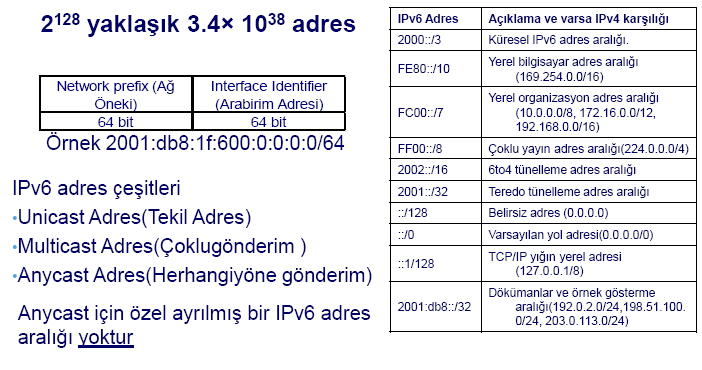 2128 yaklaşık 3.4× 1038 adres
Network prefix (Ağ
Öneki)
Interface Identifier
(Arabirim Adresi)
64 bit
64 bit
Örnek 2001:db8:1f:600:0:0:0:0/64
IPv6 adres çeşitleri
•Unicast Adres(Tekil Adres)
•Multicast Adres(Çoklugönderim )
•Anycast Adres(Herhangiyöne gönderim)
Anycast için özel ayrılmış bir IPv6 adres
aralığı yoktur
IPv6 Adres
Açıklama ve varsa IPv4 karşılığı
2000::/3
Küresel IPv6 adres aralığı.
FE80::/10
Yerel bilgisayar adres aralığı
(169.254.0.0/16)
FC00::/7
Yerel organizasyon adres aralığı
(10.0.0.0/8, 172.16.0.0/12,
192.168.0.0/16)
FF00::/8
Çoklu yayın adres aralığı(224.0.0.0/4)
2002::/16
6to4 tünelleme adres aralığı
2001::/32
Teredo tünelleme adres aralığı
::/128
Belirsiz adres (0.0.0.0)
::/0
Varsayılan yol adresi(0.0.0.0/0)
::1/128
TCP/IP yığın yerel adresi
(127.0.0.1/8)
2001:db8::/32
Dökümanlar ve örnek gösterme
aralığı(192.0.2.0/24,198.51.100.
0/24, 203.0.113.0/24)